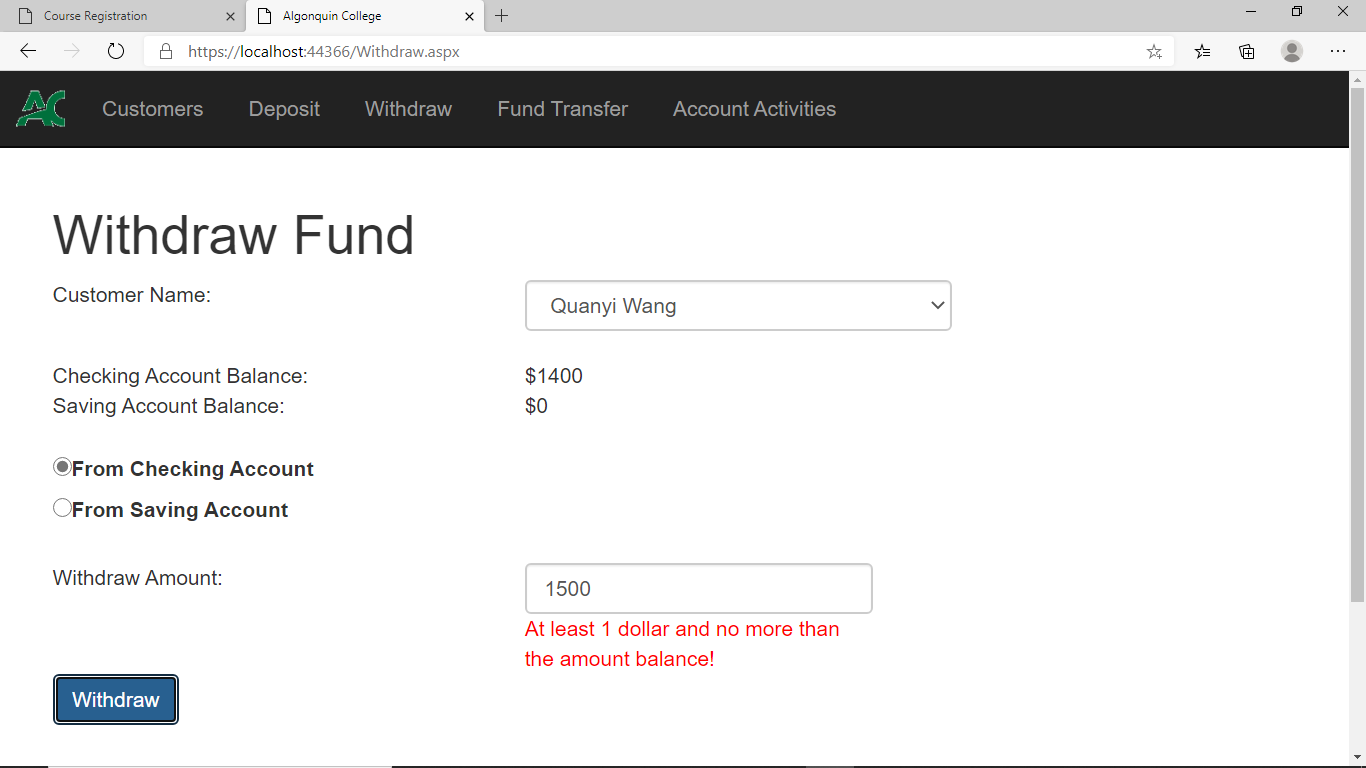 Course Registration
Algonquin College
https://localhost:44366/Withdraw.aspx
AC Customers Deposit Withdraw Fund Transfer Account Activities
Withdraw Fund
Customer Name: Quanyi Wang
Checking Account Balance: $1400
Saving Account Balance: $0
From Checking Account
From Saving Account
Withdraw Amount: 1500
At least 1 dollar and no more than
the amount balance!
Withdraw